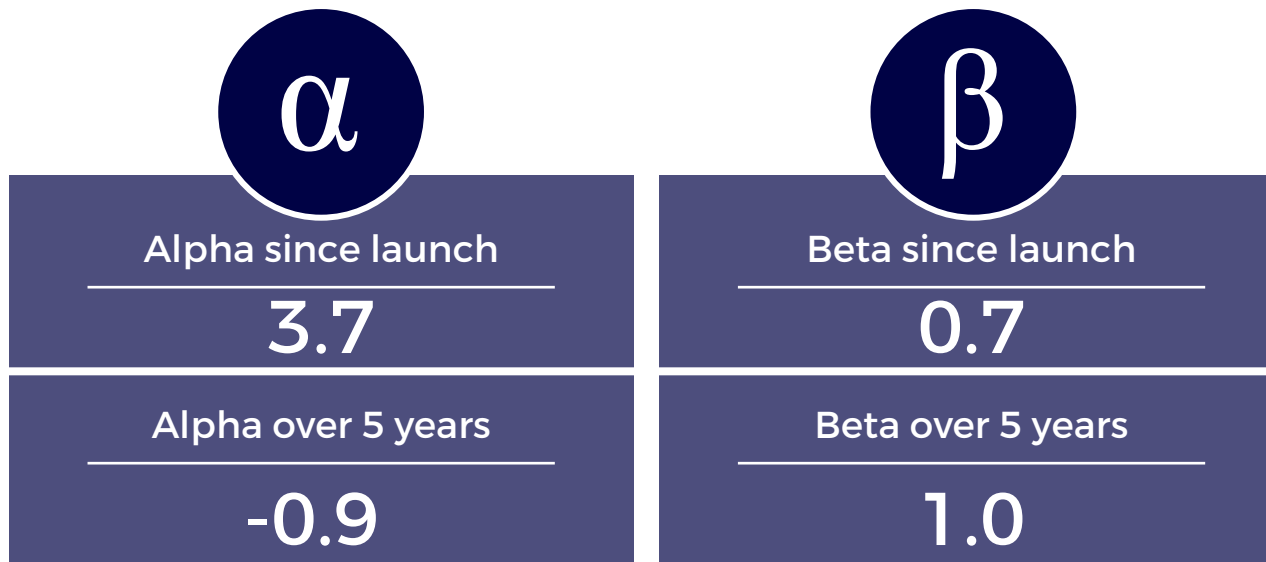 α
Alpha since launch
3.7
Alpha over 5 years
-0.9
β
Beta since launch
0.7
Beta over 5 years
1.0